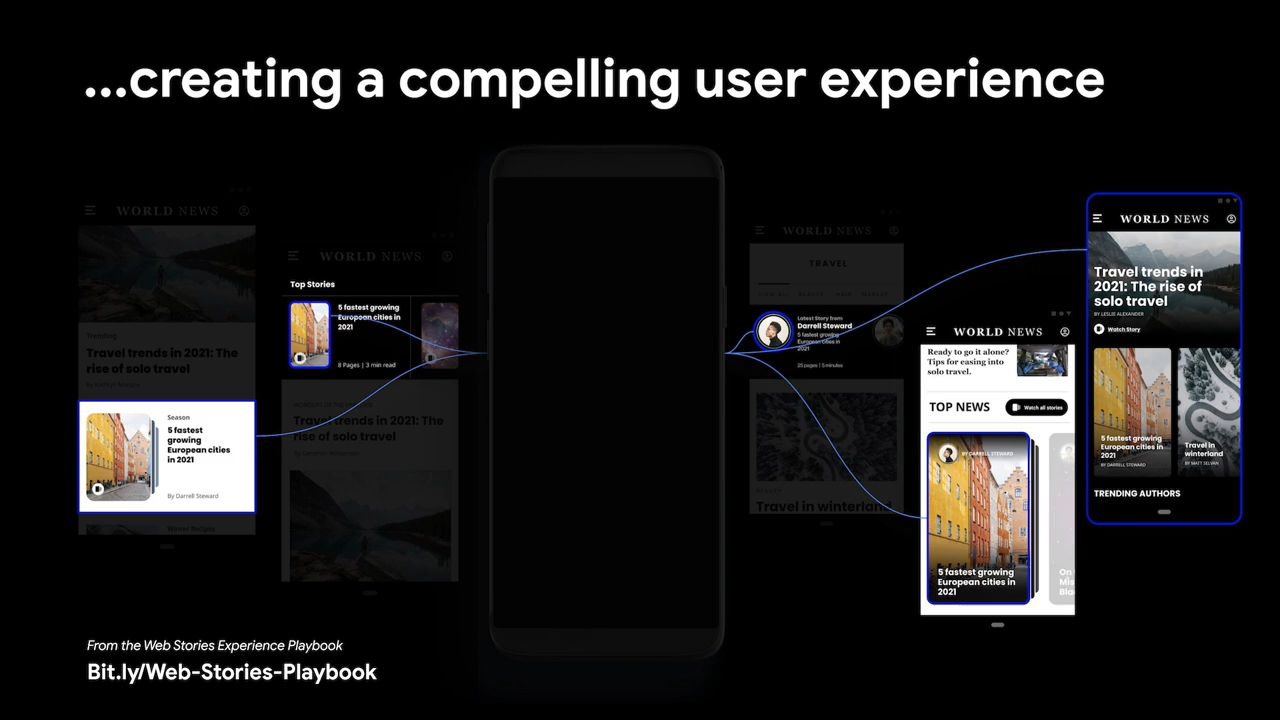 ...creating a compelling user experience
WORLD NEWS
Trending
Travel trends in 2021: The
rise of solo travel
Season
5 fastest
growing
European cities
in 2021
By Darrell Steward
Winter Recipes
WORLD NEWS
Top Stories
5 fastest growing
European cities in
2021
8 Pages | 3 min read
Travel trends in 2021: The
rise of solo travel
WORLD NEWS
TRAVEL
Latest Story from
Darrell Steward
5 fastest growing
European cities in
2021
25 pages | 5 minutes
Travel in winterland
WORLD NEWS
Ready to go it alone?
Tips for easing into
solo travel.
TOP NEWS
Watch all stories
BY DARRELL STEWARD
5 fastest growing
European cities in
2021
On
Mis
Bla
WORLD NEWS
Travel trends in
2021: The rise of
solo travel
BY LESLIE ALEXANDER
Watch Story
5 fastest growing
European cities in
2021
BY DARRELL STEWARD
Travel in
winterland
BY MATT SELVAN
TRENDING AUTHORS
From the Web Stories Experience Playbook
Bit.ly/Web-Stories-Playbook